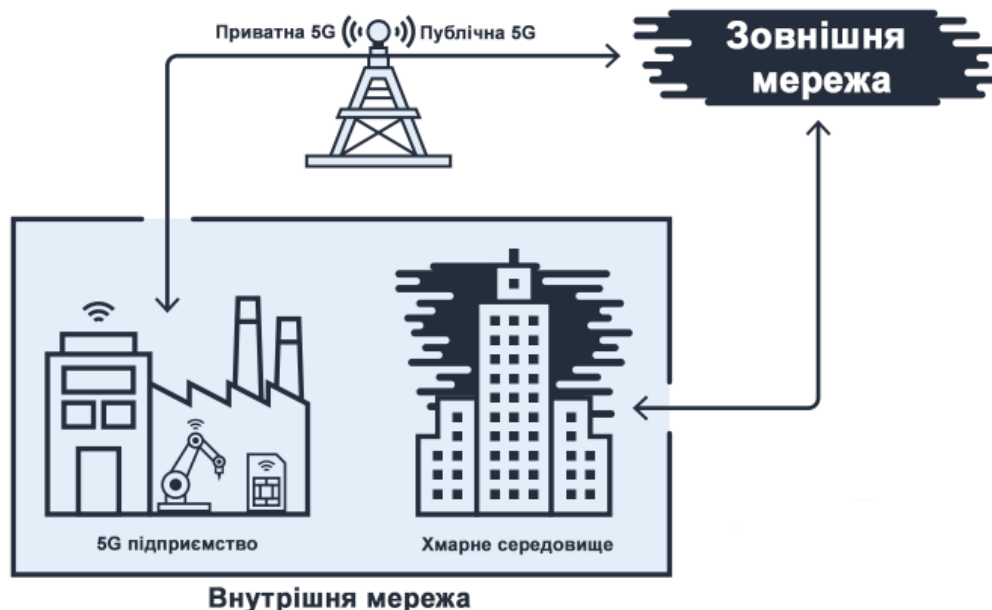 Приватна 5G
Публічна 5G
Зовнішня
мережа
5G підприємство
Хмарне середовище
Внутрішня мережа